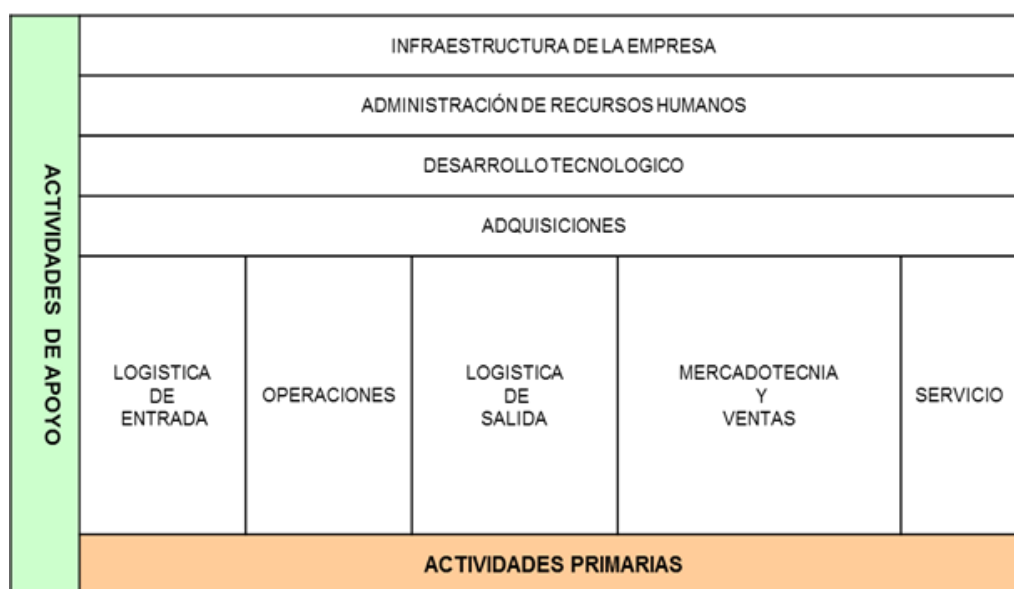 INFRAESTRUCTURA DE LA EMPRESA
ADMINISTRACIÓN DE RECURSOS HUMANOS
DESARROLLO TECNOLOGICO
ADQUISICIONES
ACTIVIDADES DE APOYO
LOGISTICA
DE
ENTRADA
OPERACIONES
LOGISTICA
DE
SALIDA
MERCADOTECNIA
Y
VENTAS
SERVICIO
ACTIVIDADES PRIMARIAS